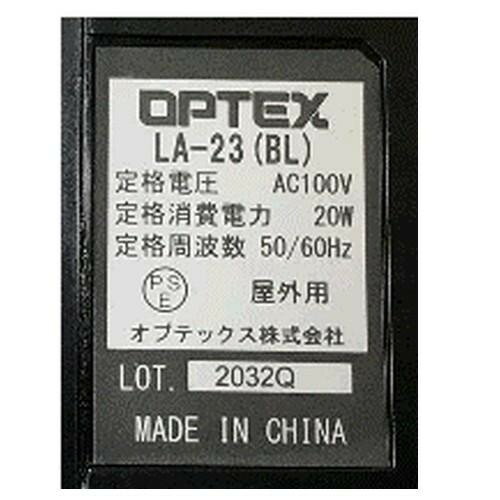 OPTEX
LA-23(BL)
定格電圧 AC100V
定格消費電力 20W
定格周波数 50/60Hz
PS
E
屋外用
オプテックス株式会社
LOT. 2032Q
MADE IN CHINA